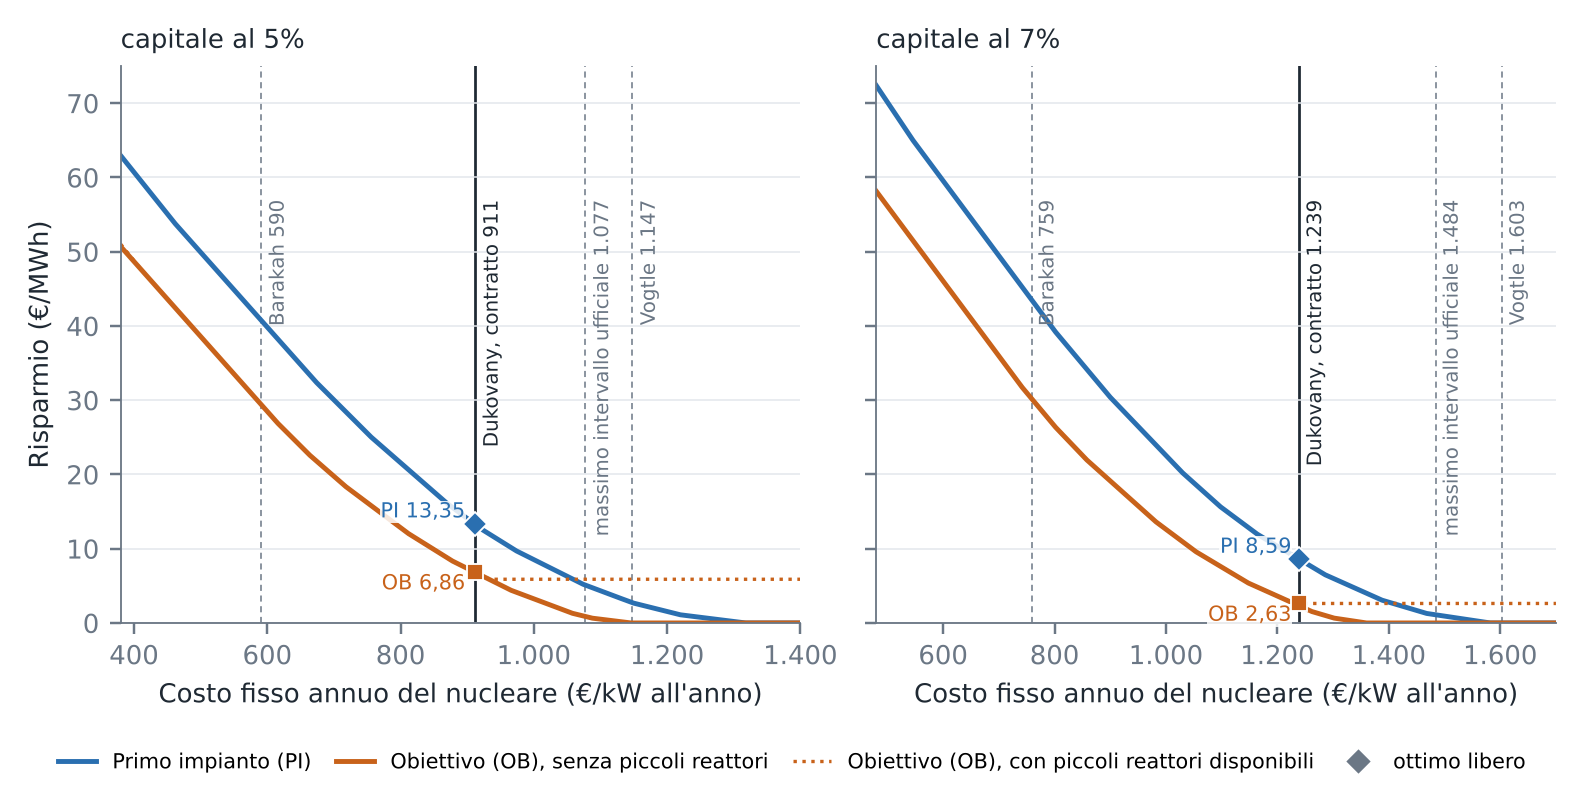 capitale al 5%
capitale al 7%
Risparmio (€/MWh)
70
60
50
40
30
20
10
0
Barakah 590
Dukovany, contratto 911
massimo intervallo ufficiale 1.077
Vogtle 1.147
PI 13,35
OB 6,86
400
600
800
1.000
1.200
1.400
Costo fisso annuo del nucleare (€/kW all'anno)
Barakah 759
Dukovany, contratto 1.239
massimo intervallo ufficiale 1.484
Vogtle 1.603
PI 8,59
OB 2,63
600
800
1.000
1.200
1.400
1.600
Costo fisso annuo del nucleare (€/kW all'anno)
Primo impianto (PI)
Obiettivo (OB), senza piccoli reattori
Obiettivo (OB), con piccoli reattori disponibili
ottimo libero